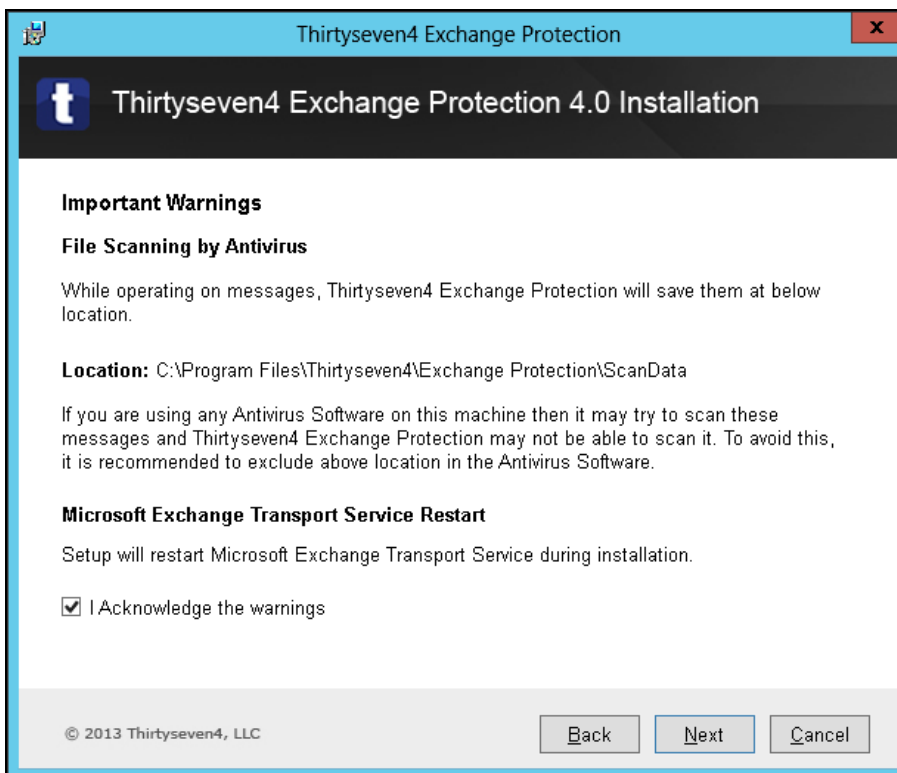 Thirtyseven4 Exchange Protection
x
t
Thirtyseven4 Exchange Protection 4.0 Installation
Important Warnings
File Scanning by Antivirus
While operating on messages, Thirtyseven4 Exchange Protection will save them at below
location.
Location: C:\Program Files\Thirtyseven4\Exchange Protection\ScanData
If you are using any Antivirus Software on this machine then it may try to scan these
messages and Thirtyseven4 Exchange Protection may not be able to scan it. To avoid this,
it is recommended to exclude above location in the Antivirus Software.
Microsoft Exchange Transport Service Restart
Setup will restart Microsoft Exchange Transport Service during installation.
I Acknowledge the warnings
© 2013 Thirtyseven4, LLC
Back
Next
Cancel